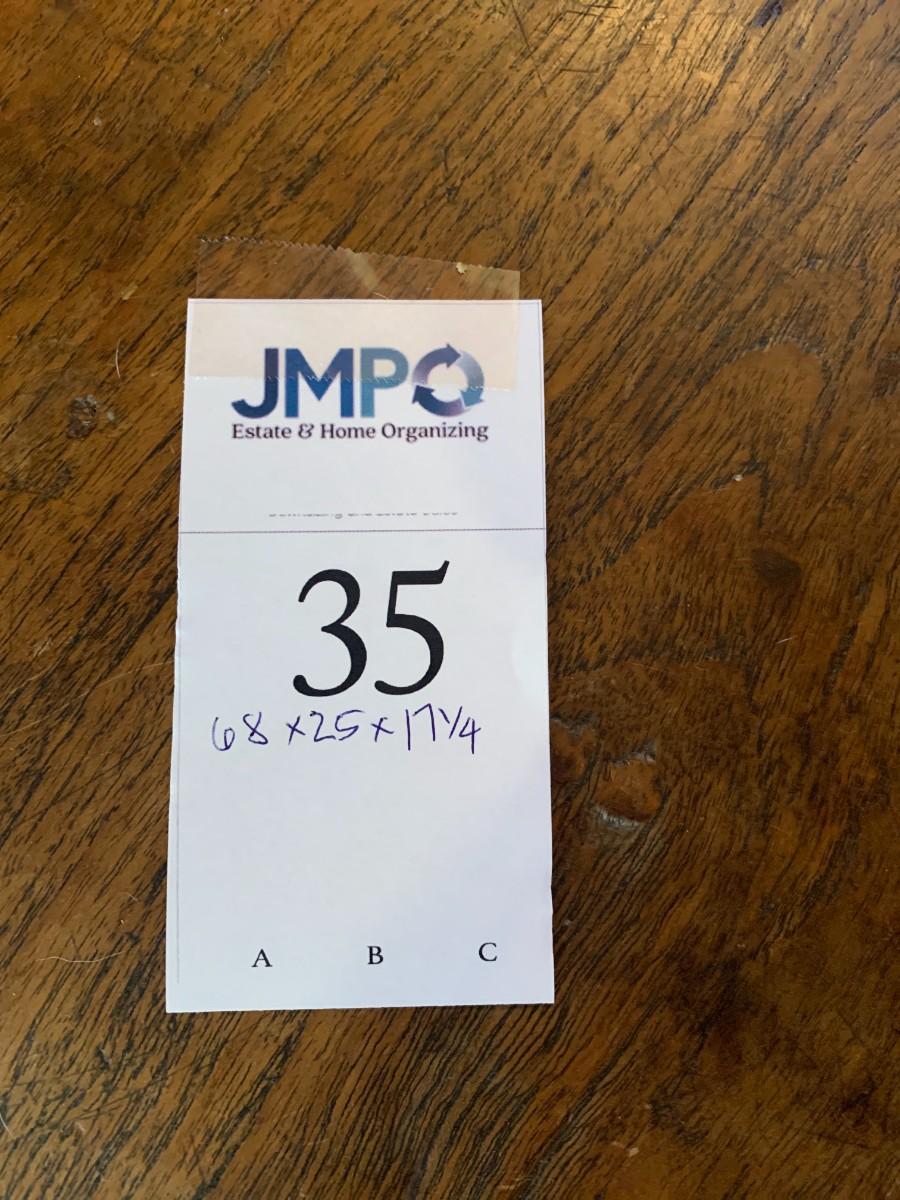 JMPO
Estate & Home Organizing
35
68 x 25 x 17 1/4
A B C